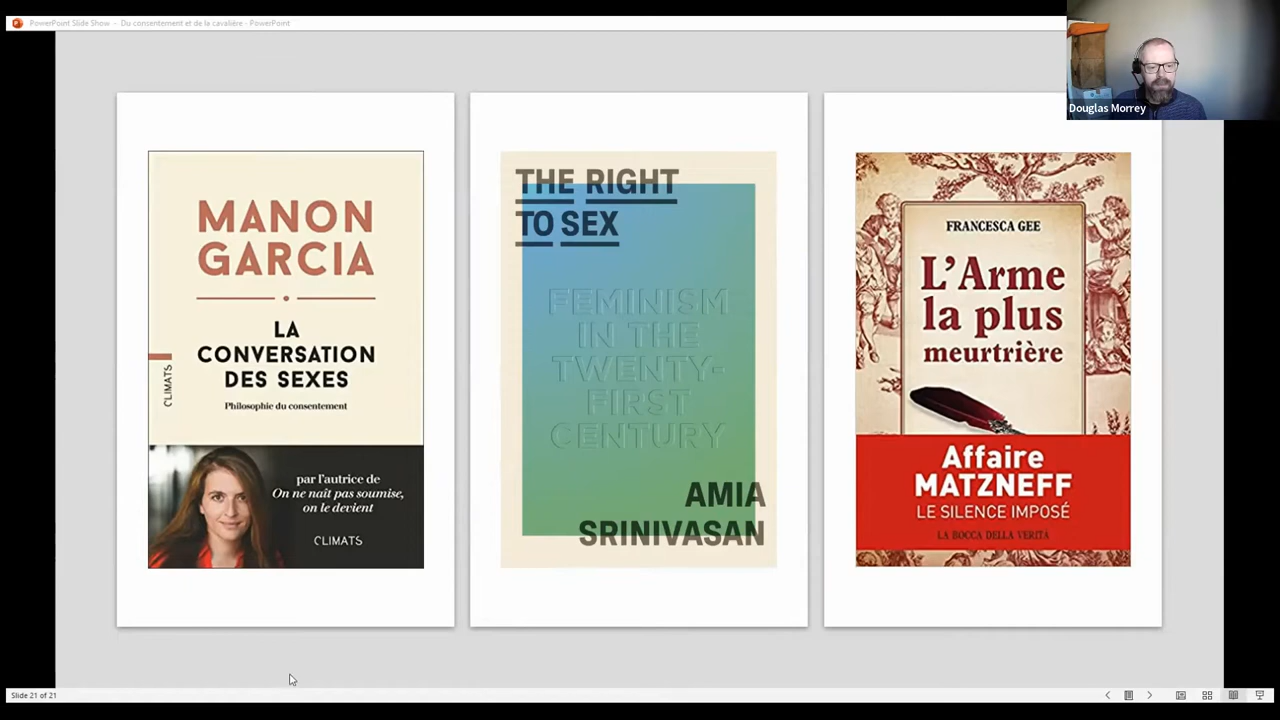 PowerPoint Slide Show - Du consentement et de la cavalière - PowerPoint
Douglas Morrey
MANON
GARCIA
LA
CONVERSATION
DES SEXES
Philosophie du consentement
CLIMATS
par l'autrice de
On ne naît pas soumise,
on le devient
CLIMATS
THE RIGHT
TO SEX
FEMINISM
IN THE
TWENTY-
FIRST
CENTURY
AMIA
SRINIVASAN
FRANCESCA GEE
L'Arme
la plus
meurtrière
Affaire
MATZNEFF
LE SILENCE IMPOSÉ
LA BOCCA DELLA VERITÀ
Slide 21 of 21